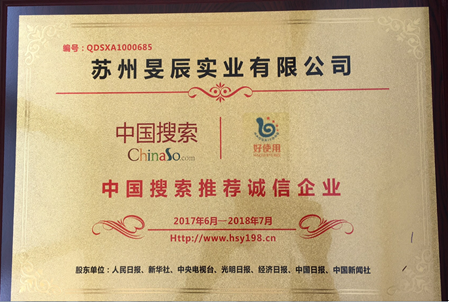 编号:QDSXA1000685
苏州旻辰实业有限公司
中国搜索
ChinaSo.com
好使用
中国搜索推荐诚信企业
2017年6月—2018年7月
Http://www.hsy198.cn
股东单位:人民日报、新华社、中央电视台、光明日报、经济日报、中国日报、中国新闻社